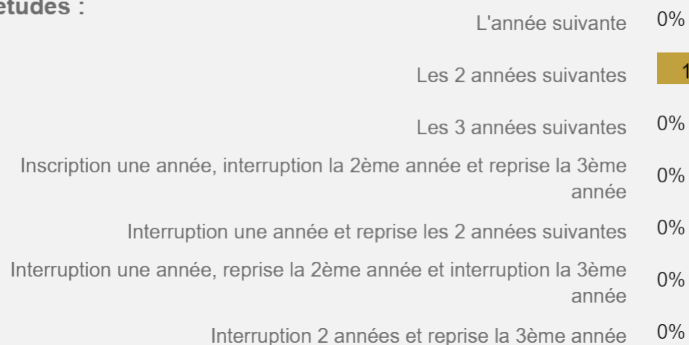 études :
L'année suivante 0%
Les 2 années suivantes 1
Les 3 années suivantes 0%
Inscription une année, interruption la 2ème année et reprise la 3ème
année 0%
Interruption une année et reprise les 2 années suivantes 0%
Interruption une année, reprise la 2ème année et interruption la 3ème
année 0%
Interruption 2 années et reprise la 3ème année 0%